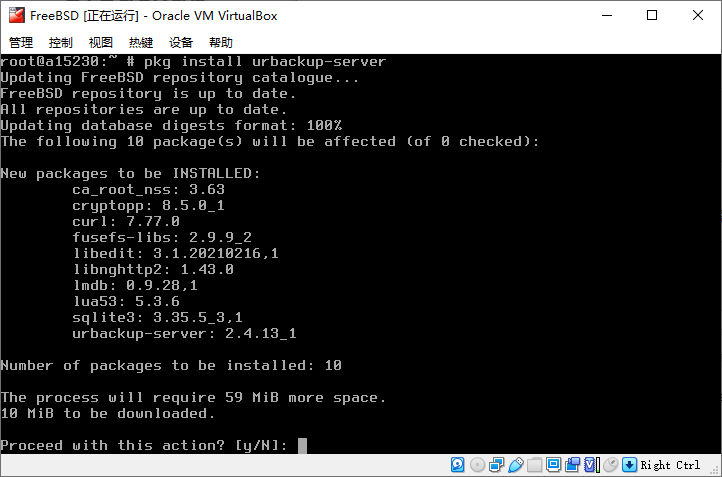 FreeBSD [正在运行] - Oracle VM VirtualBox
管理 控制 视图 热键 设备 帮助
root@a15230:~ # pkg install urbackup-server
Updating FreeBSD repository catalogue...
FreeBSD repository is up to date.
All repositories are up to date.
Updating database digests format: 100%
The following 10 package(s) will be affected (of 0 checked):
New packages to be INSTALLED:
ca_root_nss: 3.63
cryptopp: 8.5.0_1
curl: 7.77.0
fusefs-libs: 2.9.9_2
libedit: 3.1.20210216,1
libnghttp2: 1.43.0
lmdb: 0.9.28,1
lua53: 5.3.6
sqlite3: 3.35.5_3,1
urbackup-server: 2.4.13_1
Number of packages to be installed: 10
The process will require 59 MiB more space.
10 MiB to be downloaded.
Proceed with this action? [y/N]:
Right Ctrl